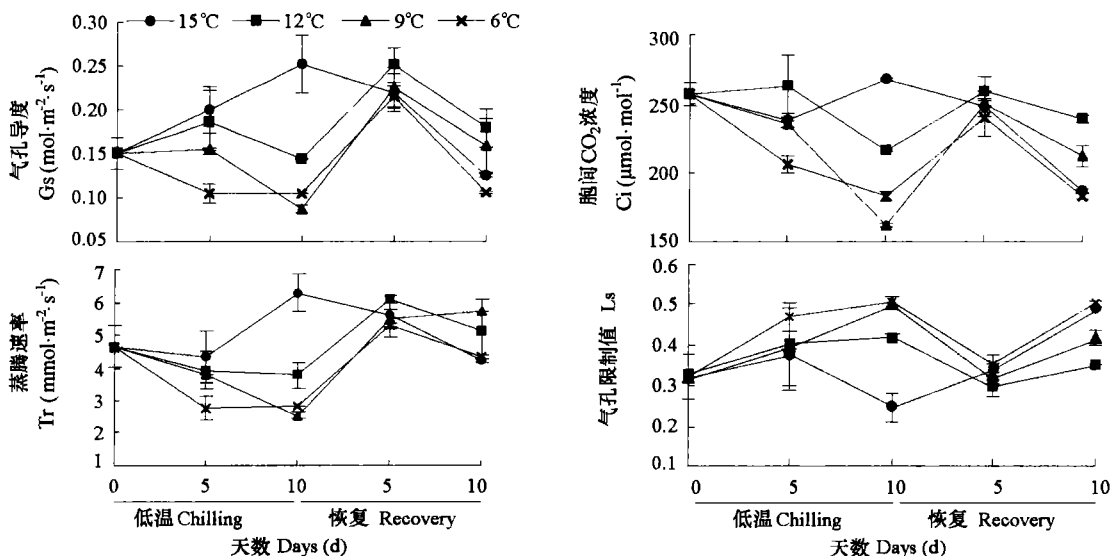 15℃ 12℃ 9℃ 6℃
0.30
0.25
0.20
0.15
0.10
0.05
气孔导度
Gs (mol·m⁻²·s⁻¹)
300
250
200
150
胞间CO₂浓度
Ci (μmol·mol⁻¹)
0 5 10 5 10
7
6
5
4
3
2
1
蒸腾速率
Tr (mmol·m⁻²·s⁻¹)
0 5 10 5 10
低温 Chilling 恢复 Recovery
天数 Days (d)
0.6
0.5
0.4
0.3
0.2
0.1
气孔限制值 Ls
0 5 10 5 10
低温 Chilling 恢复 Recovery
天数 Days (d)